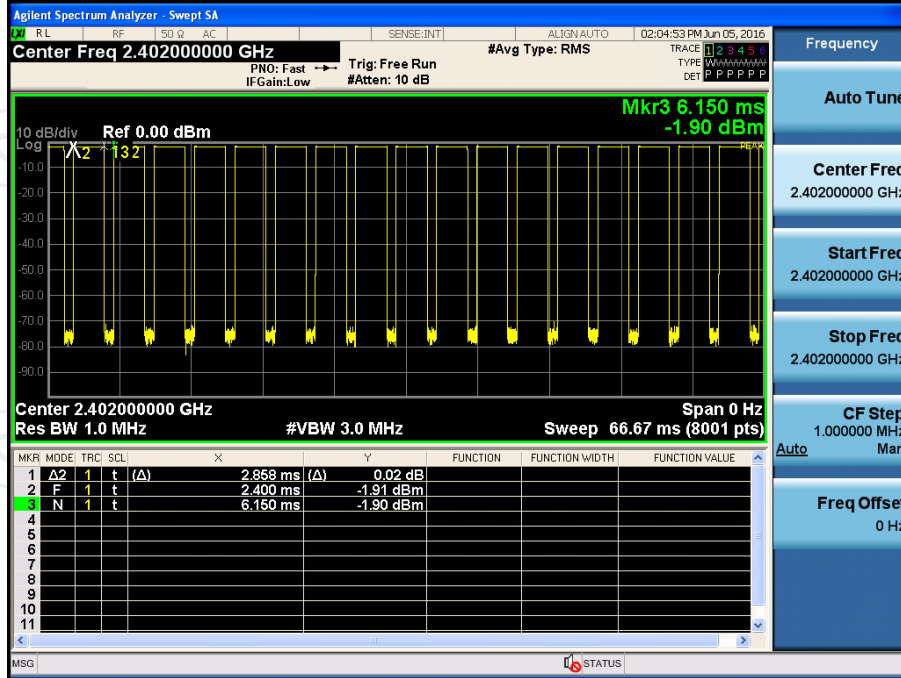 Agilent Spectrum Analyzer - Swept SA
LXI RL RF 50 Ω AC SENSE:INT ALIGN AUTO 02:04:53 PM Jun 05, 2016
Center Freq 2.402000000 GHz
PNO: Fast
IFGain:Low
Trig: Free Run
#Atten: 10 dB
#Avg Type: RMS
TRACE 1 2 3 4 5 6
TYPE
DET P P P P P P
Mkr3 6.150 ms
-1.90 dBm
10 dB/div Ref 0.00 dBm
Log
X2 1 3 2
PEAK
-10.0
-20.0
-30.0
-40.0
-50.0
-60.0
-70.0
-80.0
-90.0
Center 2.402000000 GHz Span 0 Hz
Res BW 1.0 MHz #VBW 3.0 MHz Sweep 66.67 ms (8001 pts)
MKR MODE TRC SCL X Y FUNCTION FUNCTION WIDTH FUNCTION VALUE
1 Δ2 1 t (Δ) 2.858 ms (Δ) 0.02 dB
2 F 1 t 2.400 ms -1.91 dBm
3 N 1 t 6.150 ms -1.90 dBm
4
5
6
7
8
9
10
11
MSG STATUS
Frequency
Auto Tune
Center Freq
2.402000000 GHz
Start Freq
2.402000000 GHz
Stop Freq
2.402000000 GHz
CF Step
1.000000 MHz
Auto Man
Freq Offset
0 Hz